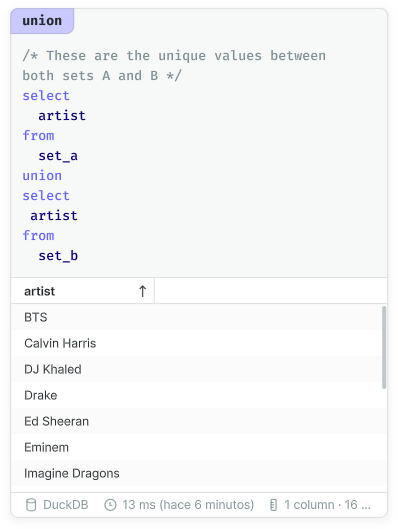 union
/* These are the unique values between
both sets A and B */
select
artist
from
set_a
union
select
artist
from
set_b
artist ↑
BTS
Calvin Harris
DJ Khaled
Drake
Ed Sheeran
Eminem
Imagine Dragons
DuckDB 13 ms (hace 6 minutos) 1 column · 16 ...